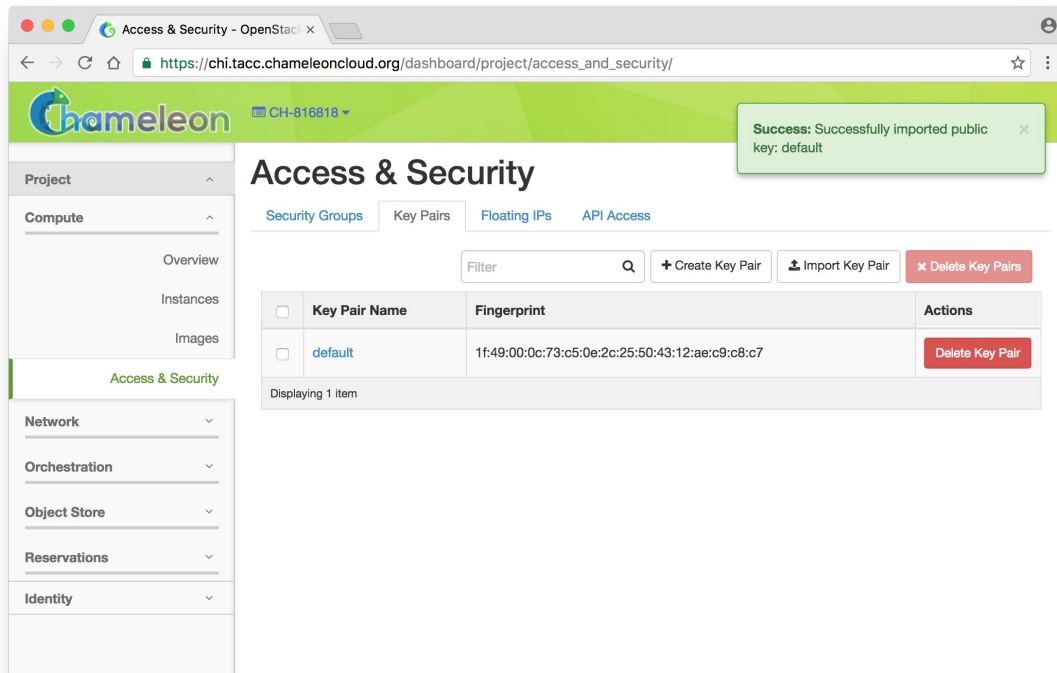 Access & Security - OpenStac
https://chi.tacc.chameleoncloud.org/dashboard/project/access_and_security/
Chameleon
CH-816818
Success: Successfully imported public
key: default
Project
Compute
Overview
Instances
Images
Access & Security
Network
Orchestration
Object Store
Reservations
Identity
Access & Security
Security Groups
Key Pairs
Floating IPs
API Access
Filter
Create Key Pair
Import Key Pair
Delete Key Pairs
Key Pair Name Fingerprint Actions
default 1f:49:00:0c:73:c5:0e:2c:25:50:43:12:ae:c9:c8:c7 Delete Key Pair
Displaying 1 item